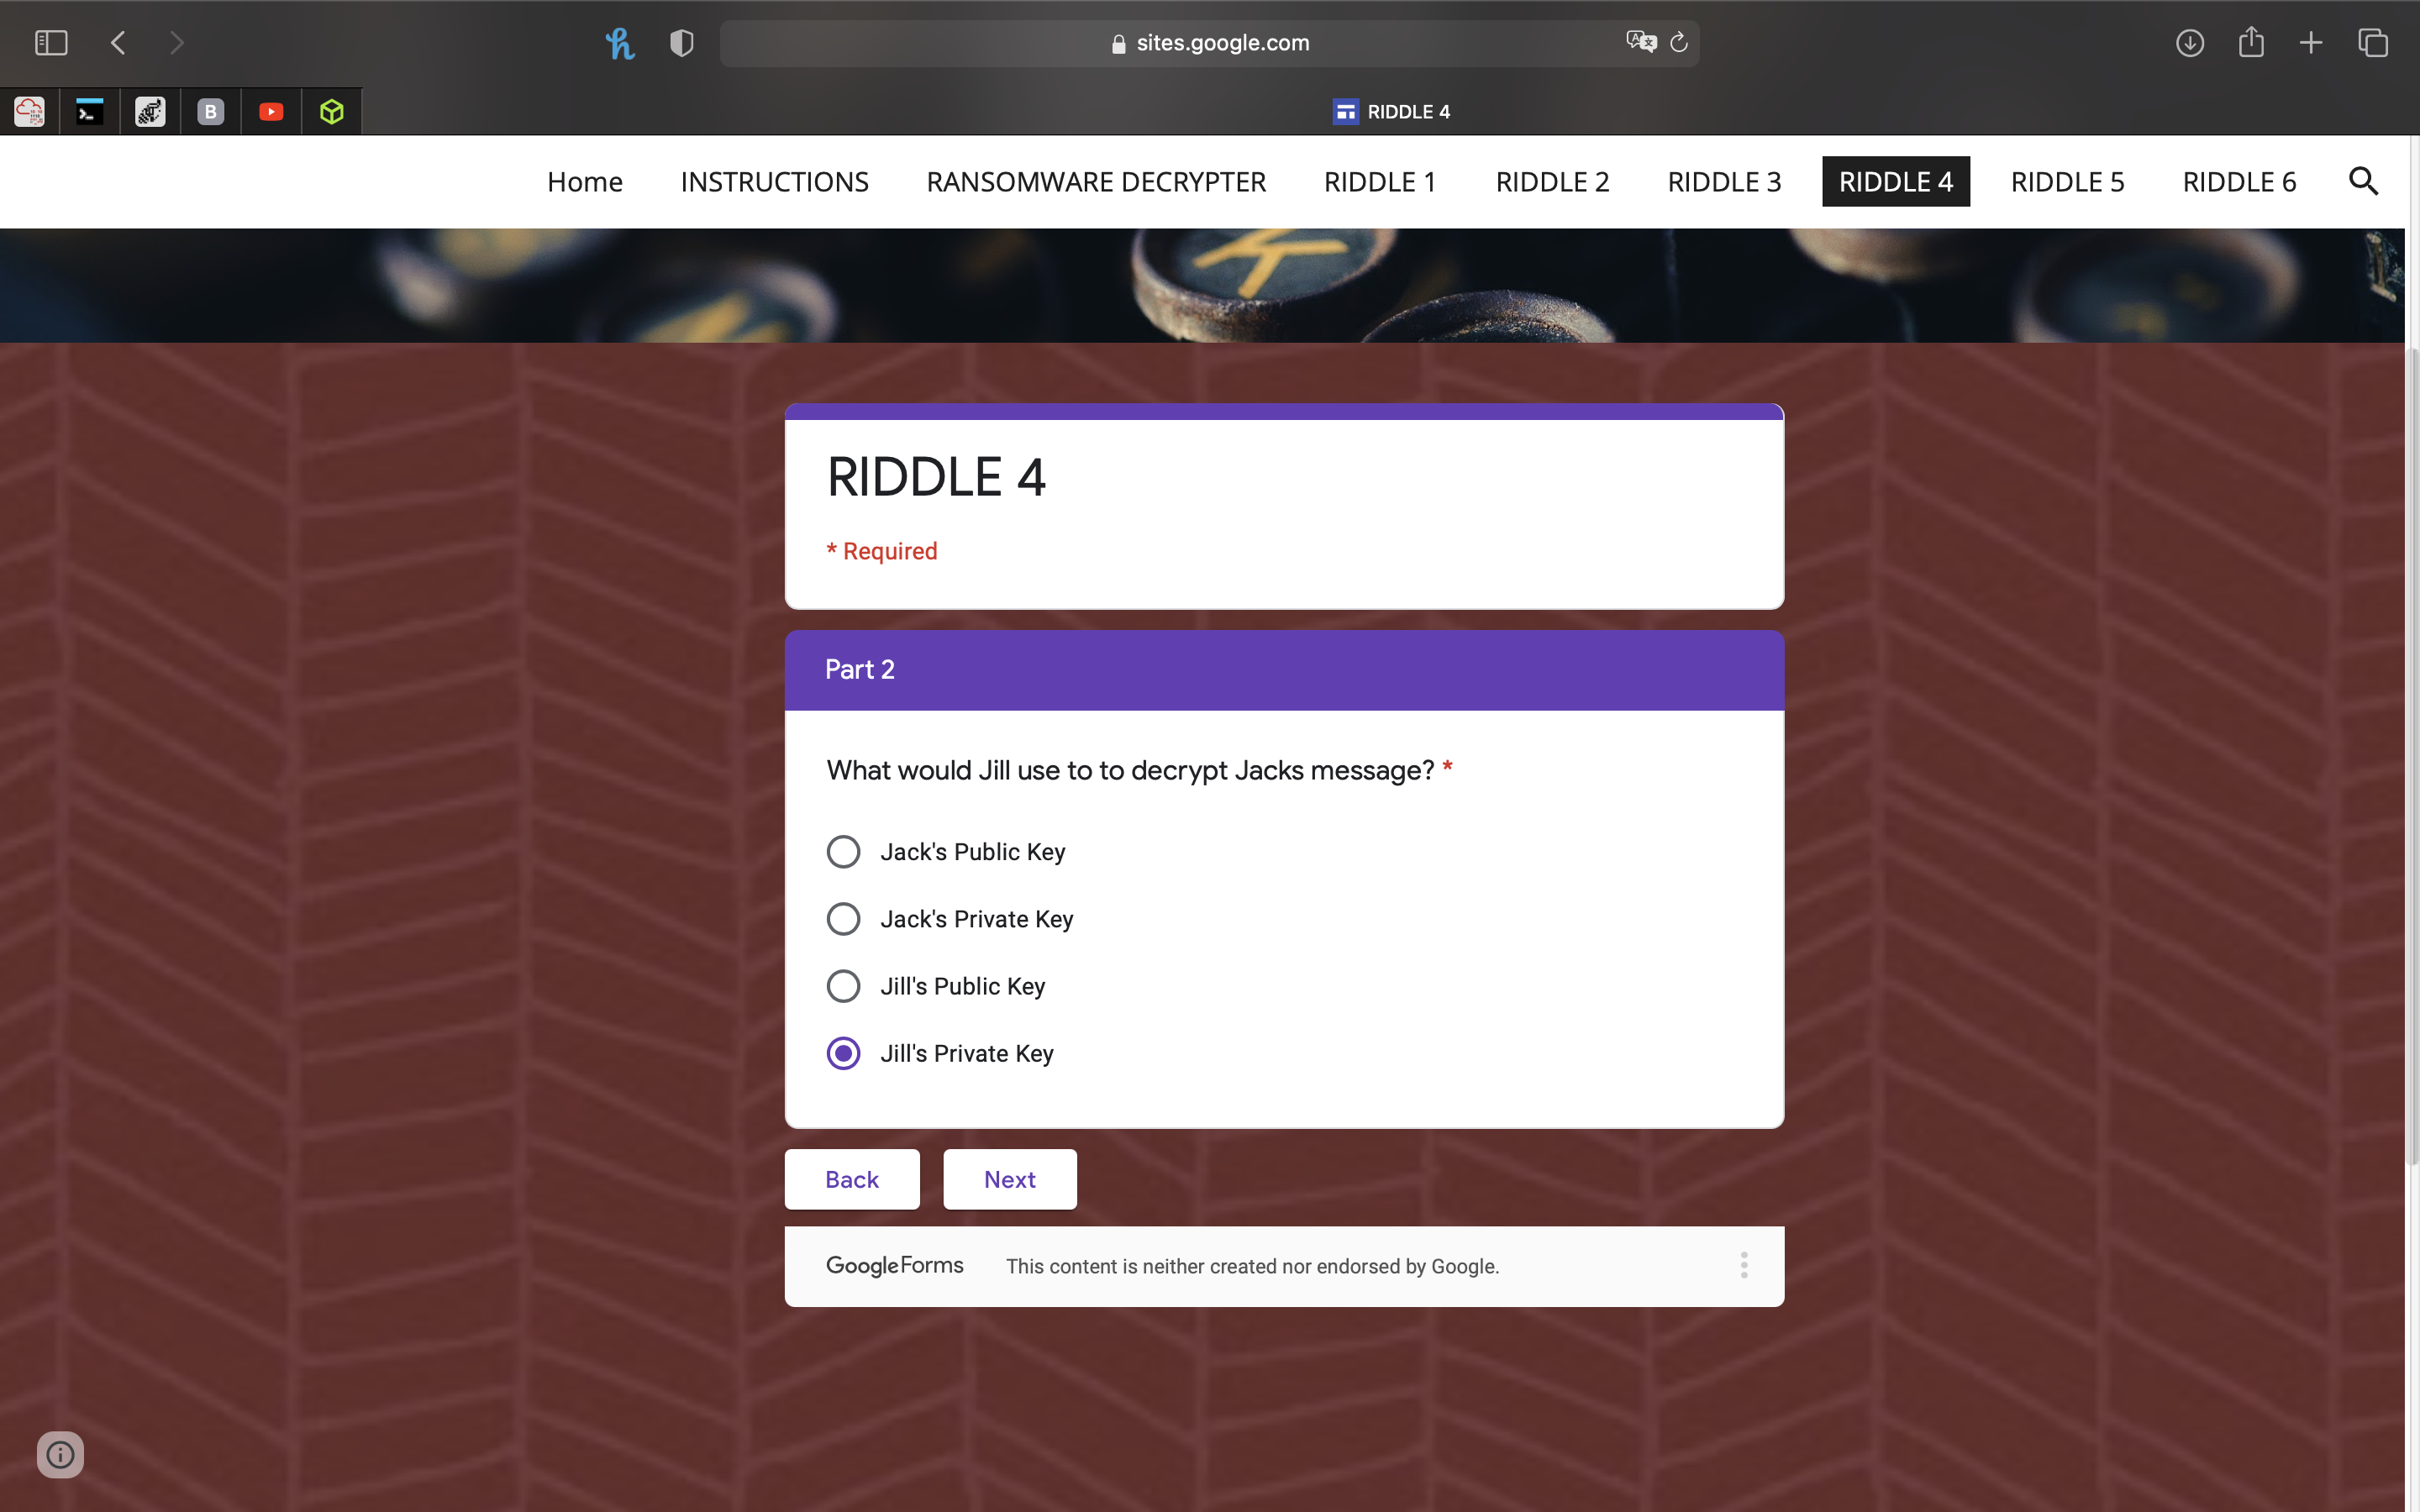 sites.google.com
B
RIDDLE 4
Home INSTRUCTIONS RANSOMWARE DECRYPTER RIDDLE 1 RIDDLE 2 RIDDLE 3 RIDDLE 4 RIDDLE 5 RIDDLE 6
RIDDLE 4
* Required
Part 2
What would Jill use to to decrypt Jacks message? *
Jack's Public Key
Jack's Private Key
Jill's Public Key
Jill's Private Key
Back Next
Google Forms This content is neither created nor endorsed by Google.